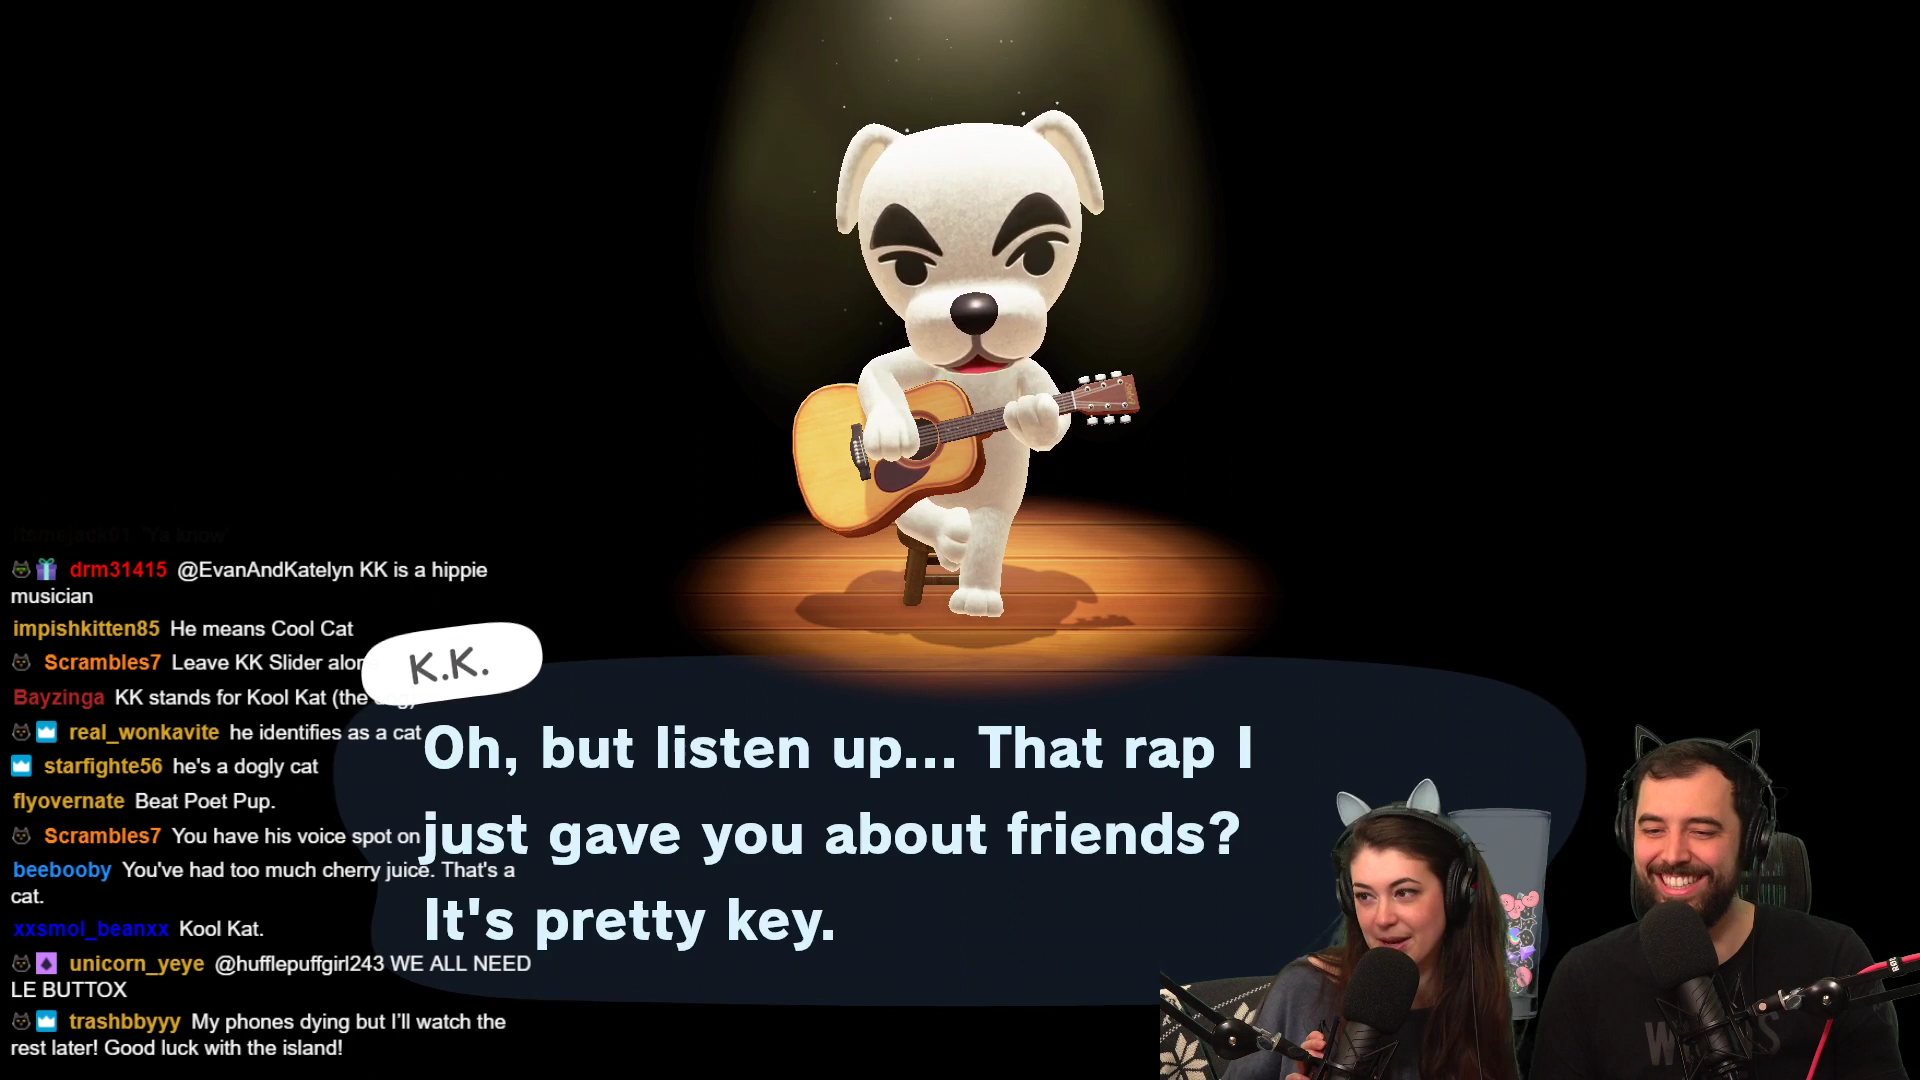 "Ya know"
drm31415 @EvanAndKatelyn KK is a hippie
musician
impishkitten85 He means Cool Cat
Scrambles7 Leave KK Slider
Bayzinga KK stands for Kool Kat (the
real_wonkavite he identifies as a cat
starfighte56 he's a dogly cat
flyovernate Beat Poet Pup.
Scrambles7 You have his voice spot on
beebooby You've had too much cherry juice. That's a
cat.
xxsmol_beanxx Kool Kat.
unicorn_yeye @hufflepuffgirl243 WE ALL NEED
LE BUTTOX
trashbbyyy My phones dying but I’ll watch the
rest later! Good luck with the island!
K.K.
Oh, but listen up... That rap I
just gave you about friends?
It's pretty key.